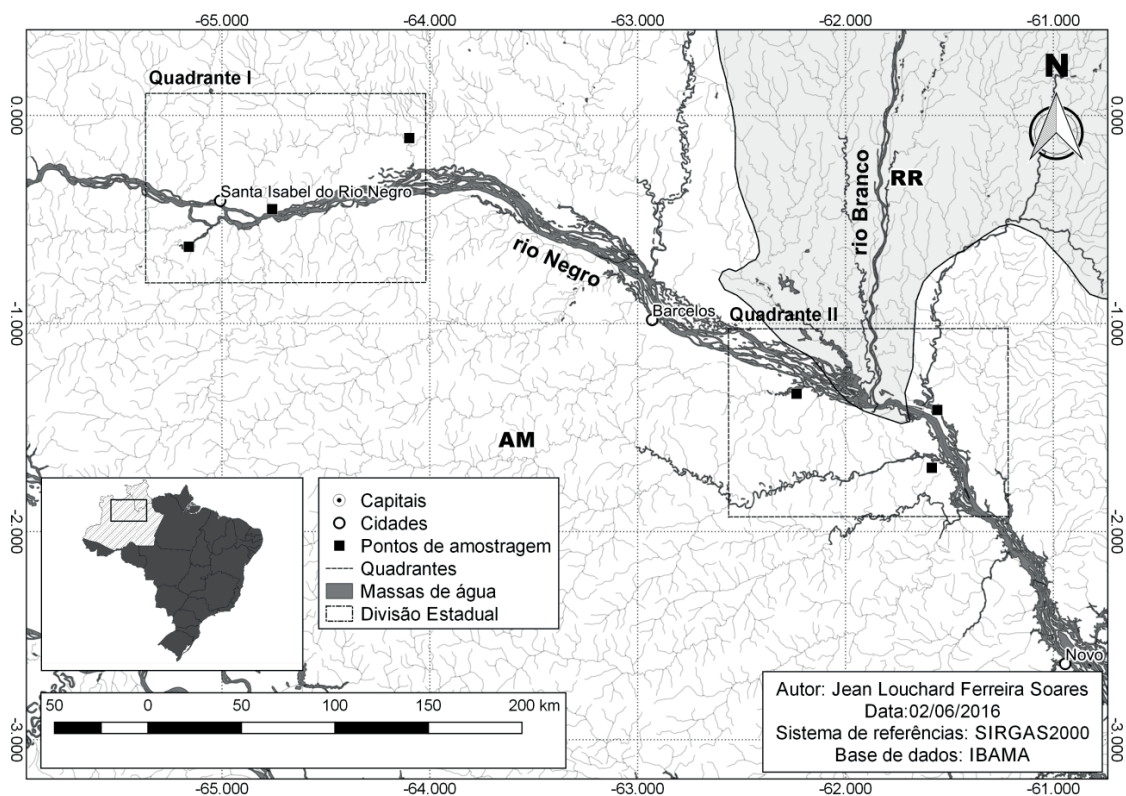 -65.000
-64.000
-63.000
-62.000
-61.000
Quadrante I
N
0.000
0.000
Santa Isabel do Rio Negro
rio Branco
RR
rio Negro
-1.000
-1.000
Barcelos
Quadrante II
AM
Capitais
Cidades
Pontos de amostragem
Quadrantes
Massas de água
Divisão Estadual
-2.000
-2.000
Novo
50
0
50
100
150
200 km
Autor: Jean Louchard Ferreira Soares
Data:02/06/2016
Sistema de referências: SIRGAS2000
Base de dados: IBAMA
-3.000
-3.000
-65.000
-64.000
-63.000
-62.000
-61.000